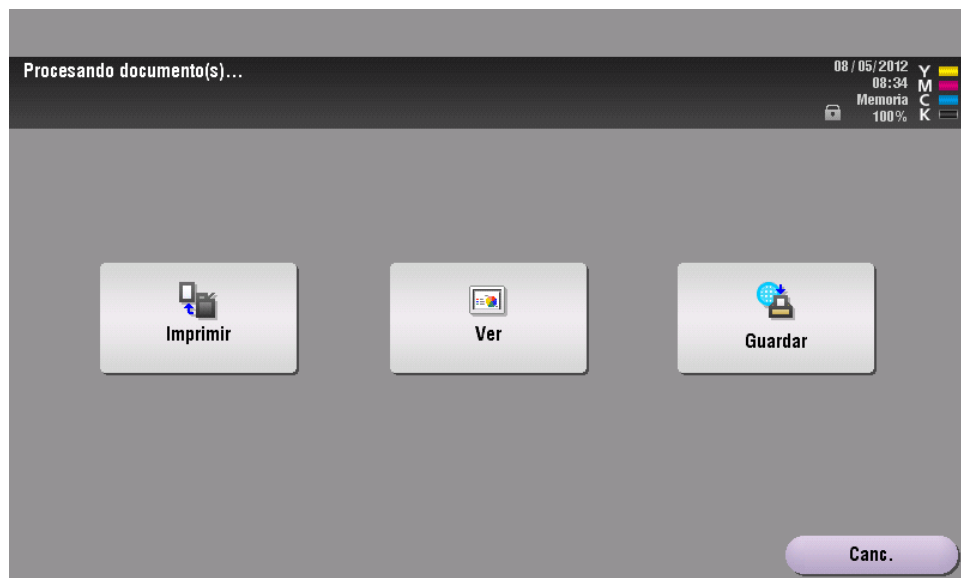 Procesando documento(s)...
08/05/2012
08:34
Memoria
100%
Y
M
C
K
Imprimir
Ver
Guardar
Canc.